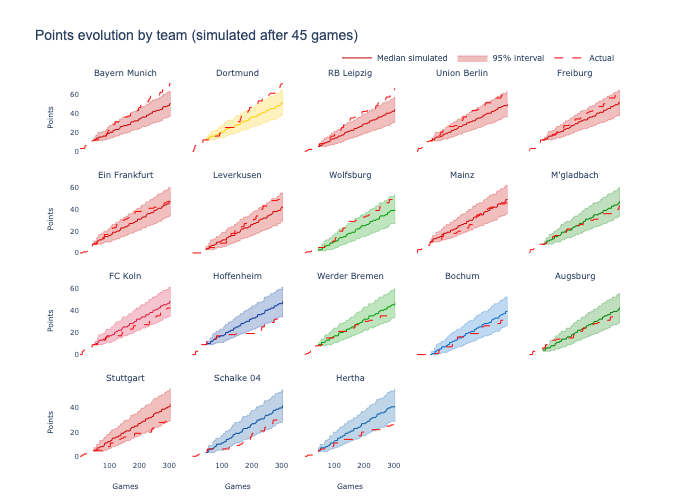 Points evolution by team (simulated after 45 games)
Median simulated 95% interval Actual
Bayern Munich Dortmund RB Leipzig Union Berlin Freiburg
60
40
20
0
Points
Ein Frankfurt Leverkusen Wolfsburg Mainz M'gladbach
60
40
20
0
Points
FC Koln Hoffenheim Werder Bremen Bochum Augsburg
60
40
20
0
Points
Stuttgart Schalke 04 Hertha
40
20
0
Points
100 200 300 100 200 300 100 200 300
Games Games Games